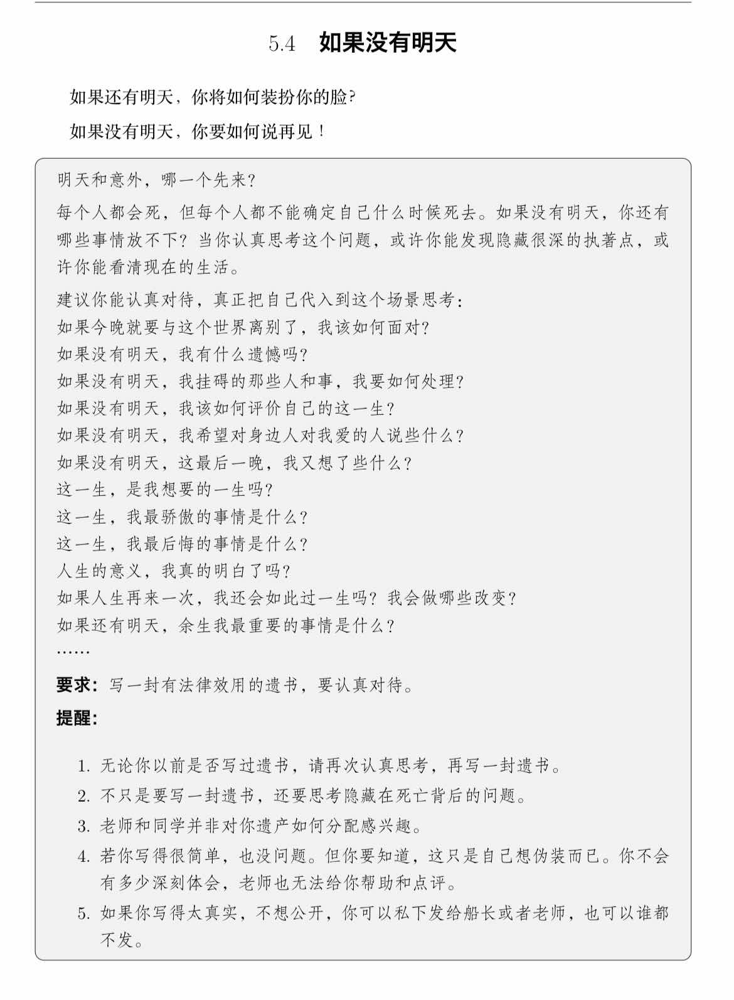 5.4 如果没有明天
如果还有明天，你将如何装扮你的脸？
如果没有明天，你要如何说再见！
明天和意外，哪一个先来？
每个人都会死，但每个人都不能确定自己什么时候死去。如果没有明天，你还有
哪些事情放不下？当你认真思考这个问题，或许你能发现隐藏很深的执著点，或
许你能看清现在的生活。
建议你能认真对待，真正把自己代入到这个场景思考：
如果今晚就要与这个世界离别了，我该如何面对？
如果没有明天，我有什么遗憾吗？
如果没有明天，我挂碍的那些人和事，我要如何处理？
如果没有明天，我该如何评价自己的这一生？
如果没有明天，我希望对身边人对我爱的人说些什么？
如果没有明天，这最后一晚，我又想了些什么？
这一生，是我想要的一生吗？
这一生，我最骄傲的事情是什么？
这一生，我最后悔的事情是什么？
人生的意义，我真的明白了吗？
如果人生再来一次，我还会如此过一生吗？我会做哪些改变？
如果还有明天，余生我最重要的事情是什么？
……
要求：写一封有法律效用的遗书，要认真对待。
提醒：
1. 无论你以前是否写过遗书，请再次认真思考，再写一封遗书。
2. 不只是要写一封遗书，还要思考隐藏在死亡背后的问题。
3. 老师和同学并非对你遗产如何分配感兴趣。
4. 若你写得很简单，也没问题。但你要知道，这只是自己想伪装而已。你不会
有多少深刻体会，老师也无法给你帮助和点评。
5. 如果你写得太真实，不想公开，你可以私下发给船长或者老师，也可以谁都
不发。